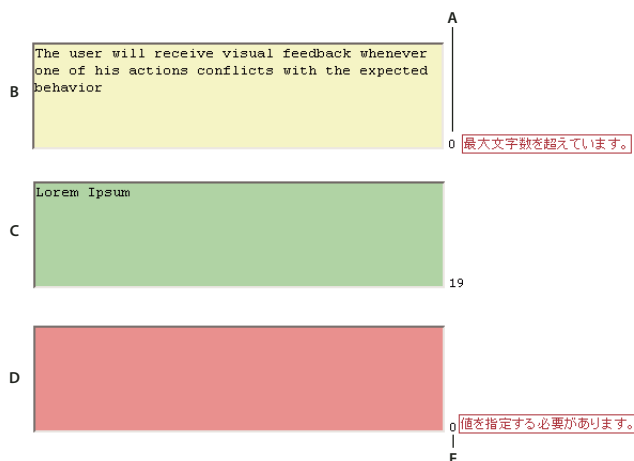 A
B
The user will receive visual feedback whenever
one of his actions conflicts with the expected
behavior
0 最大文字数を超えています。
C
Lorem Ipsum
19
D
0 値を指定する必要があります。